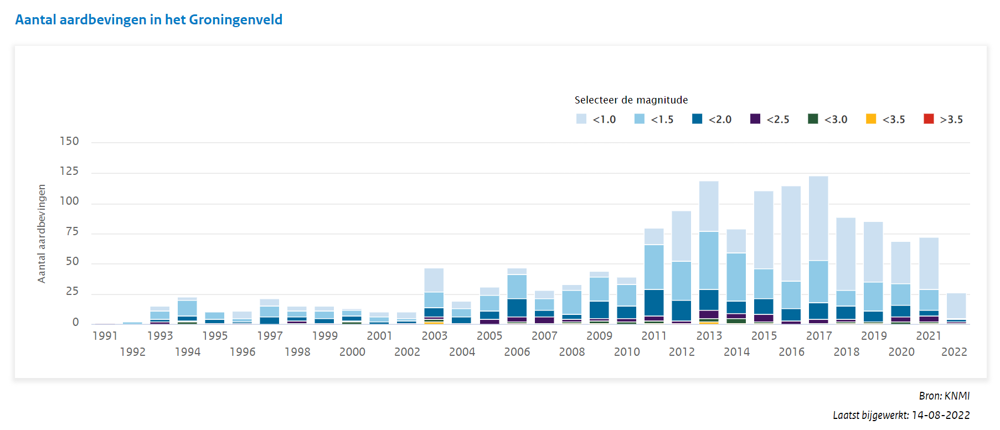 Aantal aardbevingen in het Groningenveld
Selecteer de magnitude
<1.0 <1.5 <2.0 <2.5 <3.0 <3.5 >3.5
150
125
100
75
50
25
0
Aantal aardbevingen
1991 1993 1995 1997 1999 2001 2003 2005 2007 2009 2011 2013 2015 2017 2019 2021
1992 1994 1996 1998 2000 2002 2004 2006 2008 2010 2012 2014 2016 2018 2020 2022
Bron: KNMI
Laatst bijgewerkt: 14-08-2022